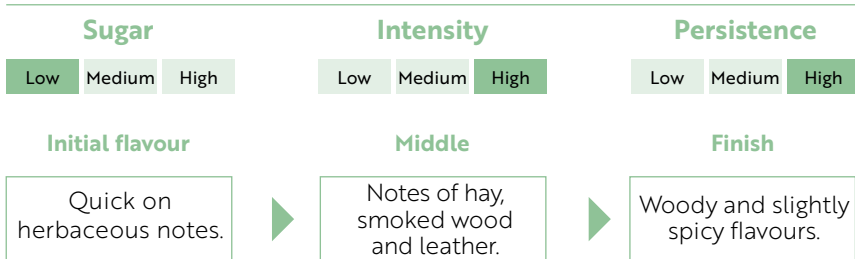 Sugar
Intensity
Persistence
Low Medium High
Low Medium High
Low Medium High
Initial flavour
Middle
Finish
Quick on
herbaceous notes.
Notes of hay,
smoked wood
and leather.
Woody and slightly
spicy flavours.